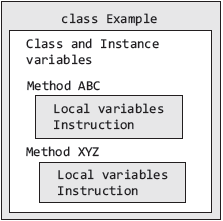 class Example
Class and Instance
variables
Method ABC
Local variables
Instruction
Method XYZ
Local variables
Instruction